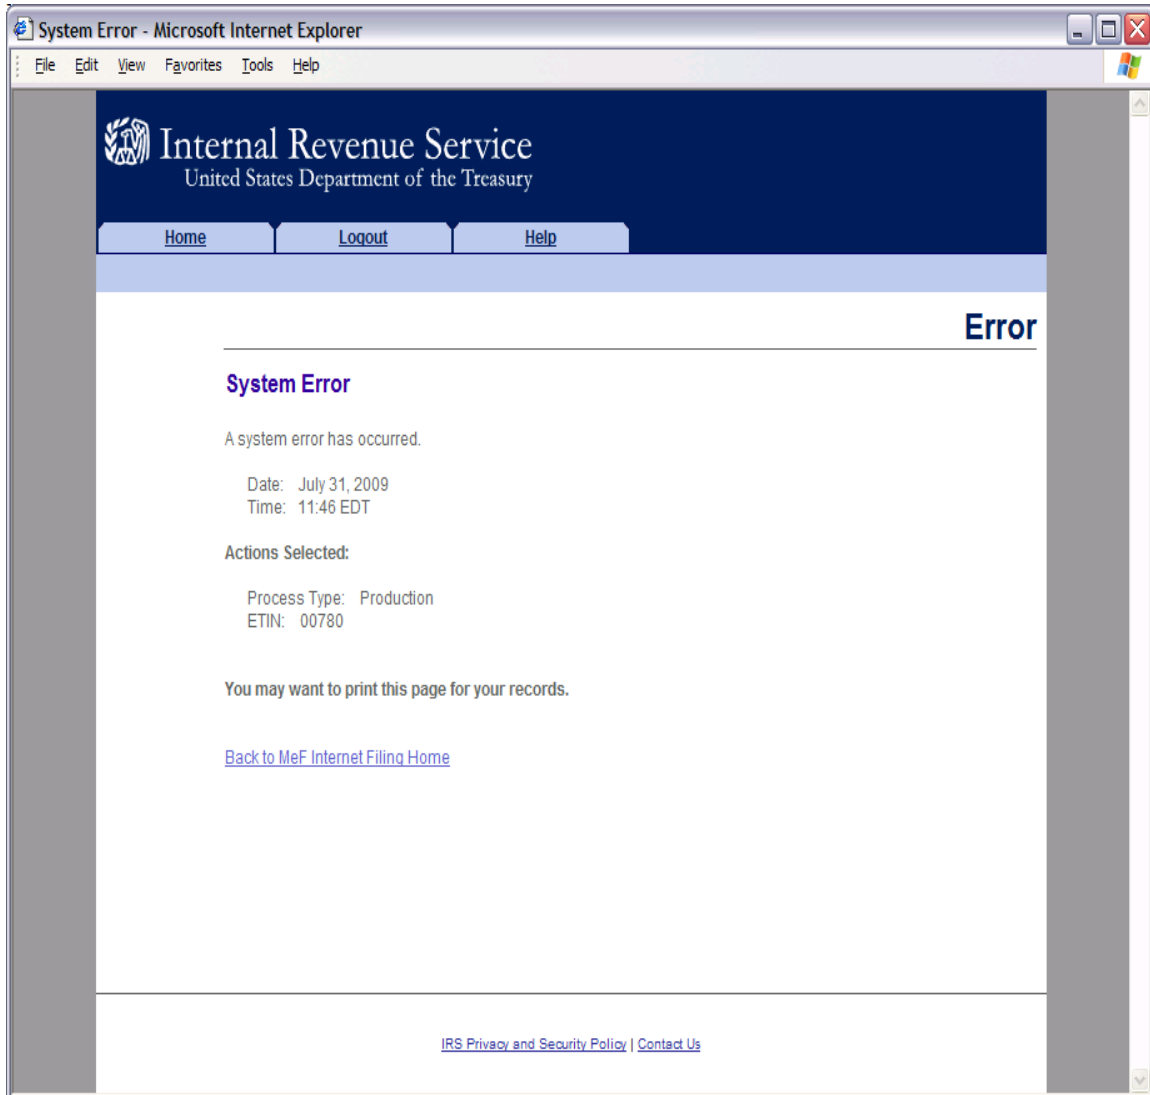 System Error - Microsoft Internet Explorer
File Edit View Favorites Tools Help
Internal Revenue Service
United States Department of the Treasury
Home Logout Help
Error
System Error
A system error has occurred.
Date: July 31, 2009
Time: 11:46 EDT
Actions Selected:
Process Type: Production
ETIN: 00780
You may want to print this page for your records.
Back to MeF Internet Filing Home
IRS Privacy and Security Policy | Contact Us